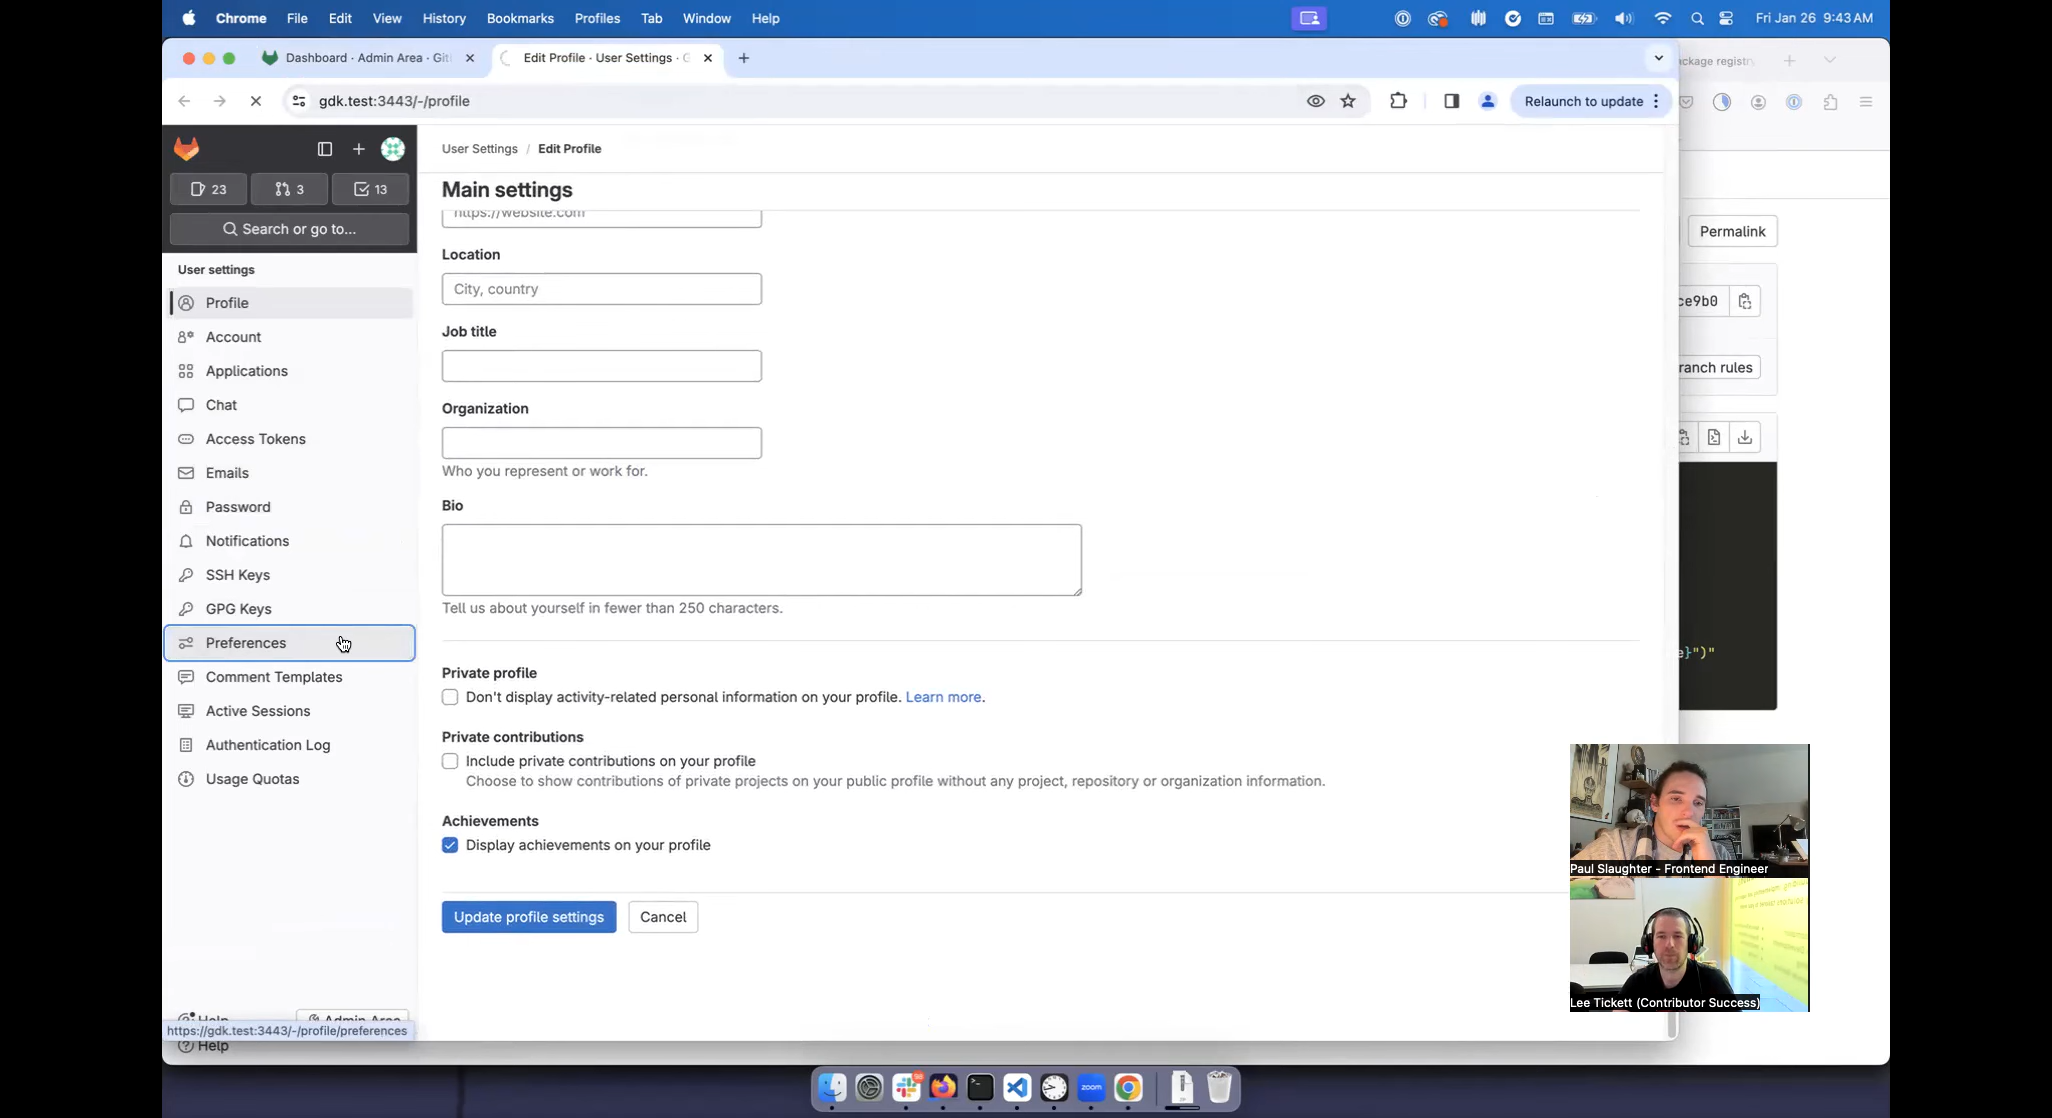 Chrome File Edit View History Bookmarks Profiles Tab Window Help Fri Jan 26 9:43 AM
Dashboard · Admin Area · Git
Edit Profile · User Settings · G
ackage registry
gdk.test:3443/-/profile
Relaunch to update
23 3 13
Search or go to...
User settings
Profile
Account
Applications
Chat
Access Tokens
Emails
Password
Notifications
SSH Keys
GPG Keys
Preferences
Comment Templates
Active Sessions
Authentication Log
Usage Quotas
Help
Admin Area
https://gdk.test:3443/-/profile/preferences
Help
User Settings / Edit Profile
Main settings
https://website.com
Location
City, country
Job title
Organization
Who you represent or work for.
Bio
Tell us about yourself in fewer than 250 characters.
Private profile
Don't display activity-related personal information on your profile. Learn more.
Private contributions
Include private contributions on your profile
Choose to show contributions of private projects on your public profile without any project, repository or organization information.
Achievements
Display achievements on your profile
Update profile settings Cancel
Permalink
ce9b0
ranch rules
e}")"
Paul Slaughter - Frontend Engineer
Lee Tickett (Contributor Success)
zoom